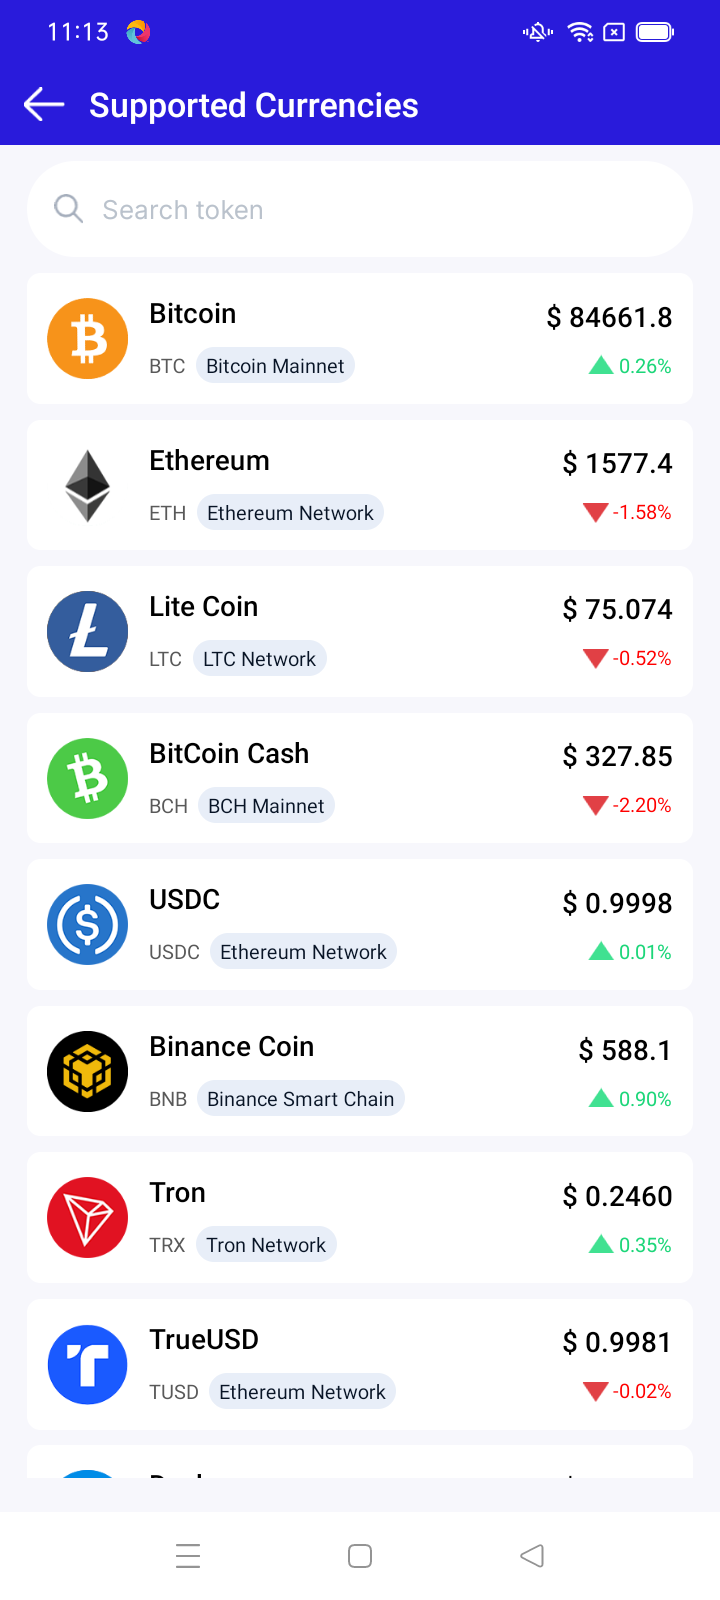 11:13
Supported Currencies
Search token
Bitcoin
$ 84661.8
BTC Bitcoin Mainnet
0.26%
Ethereum
$ 1577.4
ETH Ethereum Network
-1.58%
Lite Coin
$ 75.074
LTC LTC Network
-0.52%
BitCoin Cash
$ 327.85
BCH BCH Mainnet
-2.20%
USDC
$ 0.9998
USDC Ethereum Network
0.01%
Binance Coin
$ 588.1
BNB Binance Smart Chain
0.90%
Tron
$ 0.2460
TRX Tron Network
0.35%
TrueUSD
$ 0.9981
TUSD Ethereum Network
-0.02%